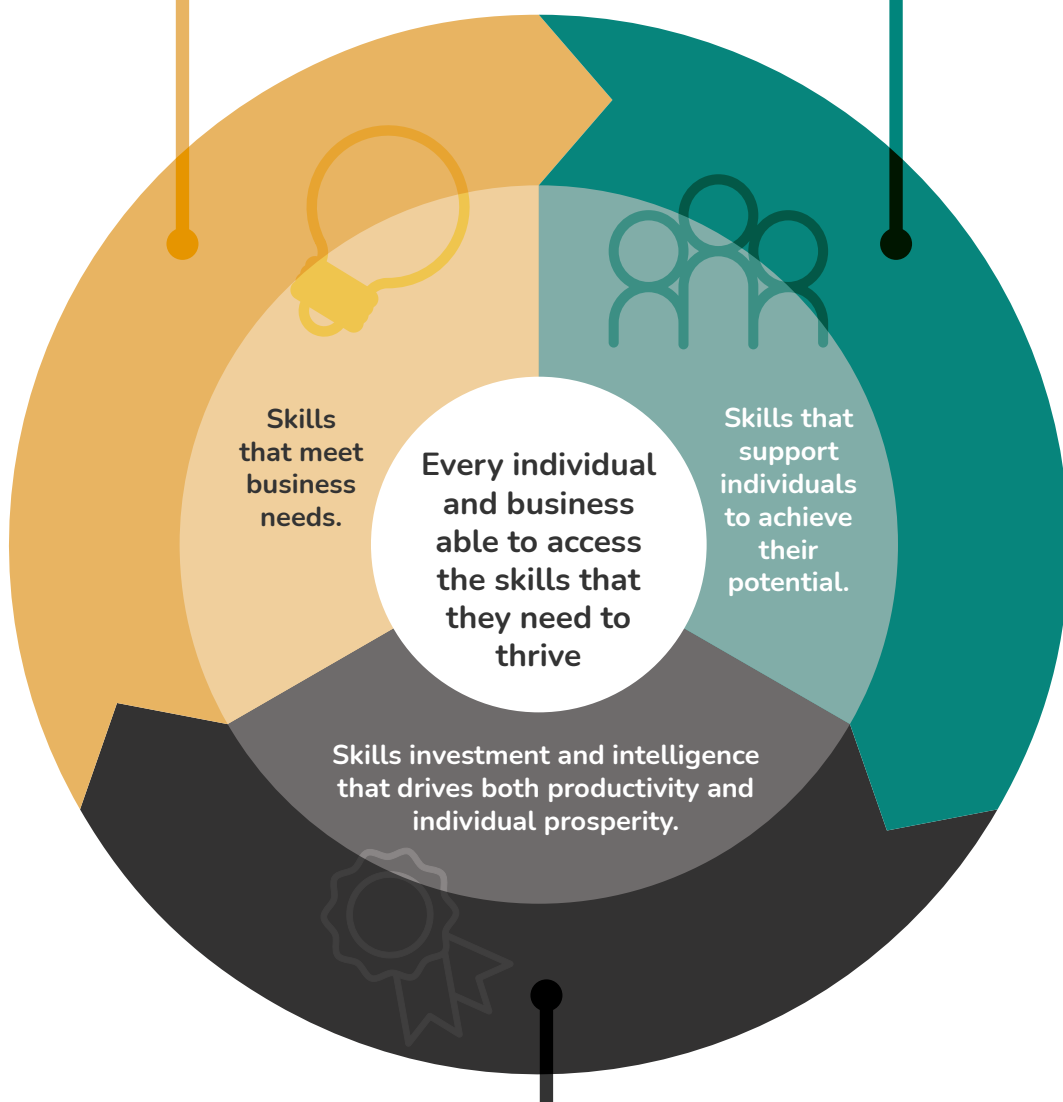 Skills
that meet
business
needs.
Every individual
and business
able to access
the skills that
they need to
thrive
Skills that
support
individuals
to achieve
their
potential.
Skills investment and intelligence
that drives both productivity and
individual prosperity.